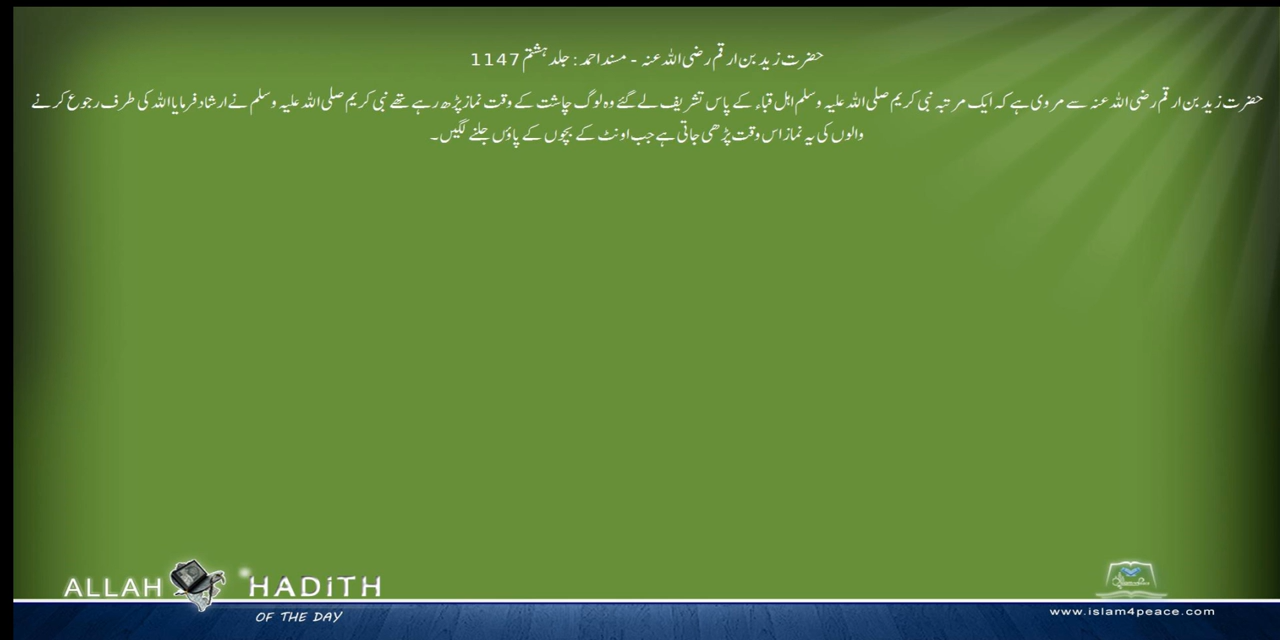 حضرت زید بن ارقم رضی اللہ عنہ - مسند احمد : جلد ہشتم 1147
حضرت زید بن ارقم رضی اللہ عنہ سے مروی ہے کہ ایک مرتبہ نبی کریم صلی اللہ علیہ وسلم اہل قباء کے پاس تشریف لے گئے وہ لوگ چاشت کے وقت نماز پڑھ رہے تھے نبی کریم صلی اللہ علیہ وسلم نے ارشاد فرمایا اللہ کی طرف رجوع کرنے
والوں کی یہ نماز اس وقت پڑھی جاتی ہے جب اونٹ کے بچوں کے پاؤں جلنے لگیں۔
ALLAH HADITH
OF THE DAY
www.islam4peace.com